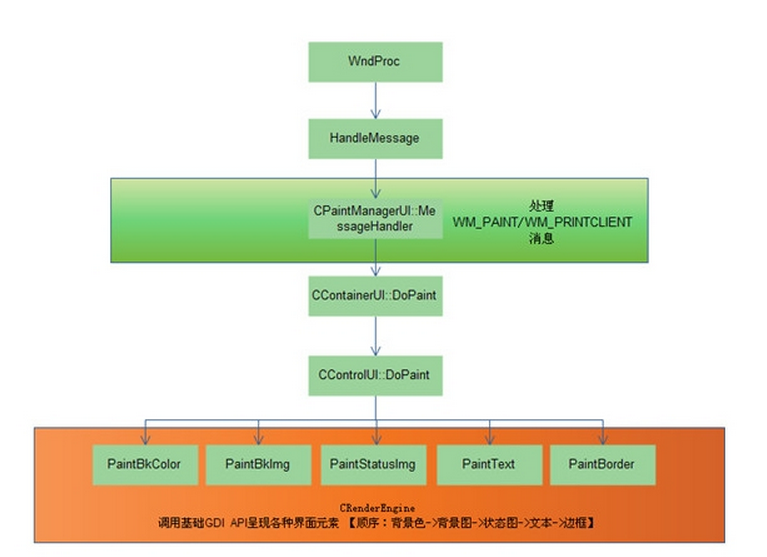 WndProc
HandleMessage
CPaintManagerUI::Me
ssageHandler
处理
WM_PAINT/WM_PRINTCLIENT
消息
CContainerUI::DoPaint
CControlUI::DoPaint
PaintBkColor
PaintBkImg
PaintStatusImg
PaintText
PaintBorder
CRenderEngine
调用基础GDI API呈现各种界面元素 【顺序：背景色->背景图->状态图->文本->边框】